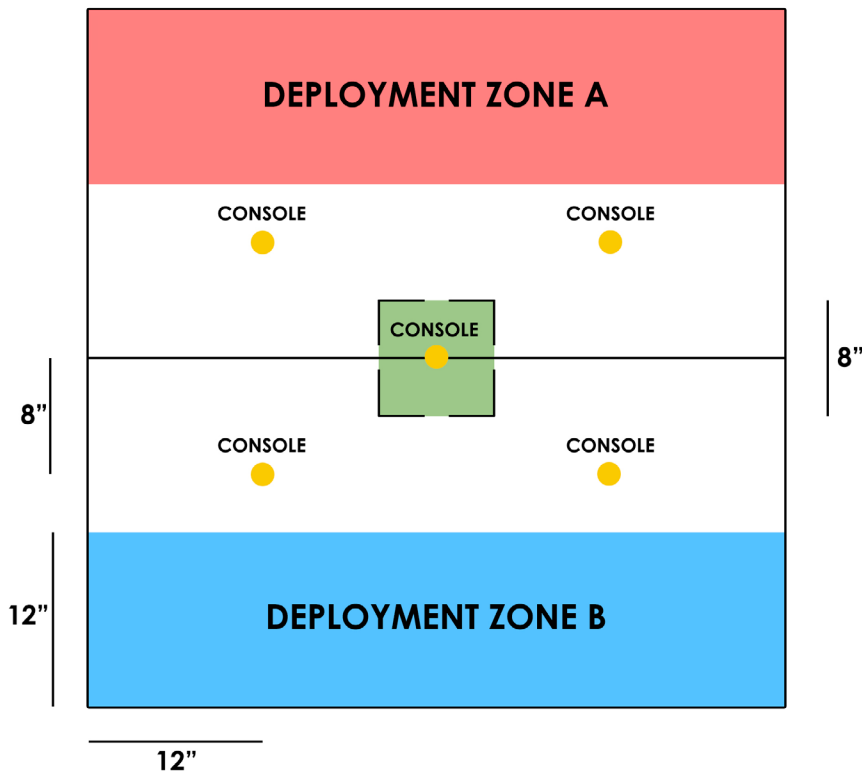 DEPLOYMENT ZONE A
CONSOLE
CONSOLE
CONSOLE
8”
8”
CONSOLE
CONSOLE
12”
DEPLOYMENT ZONE B
12”